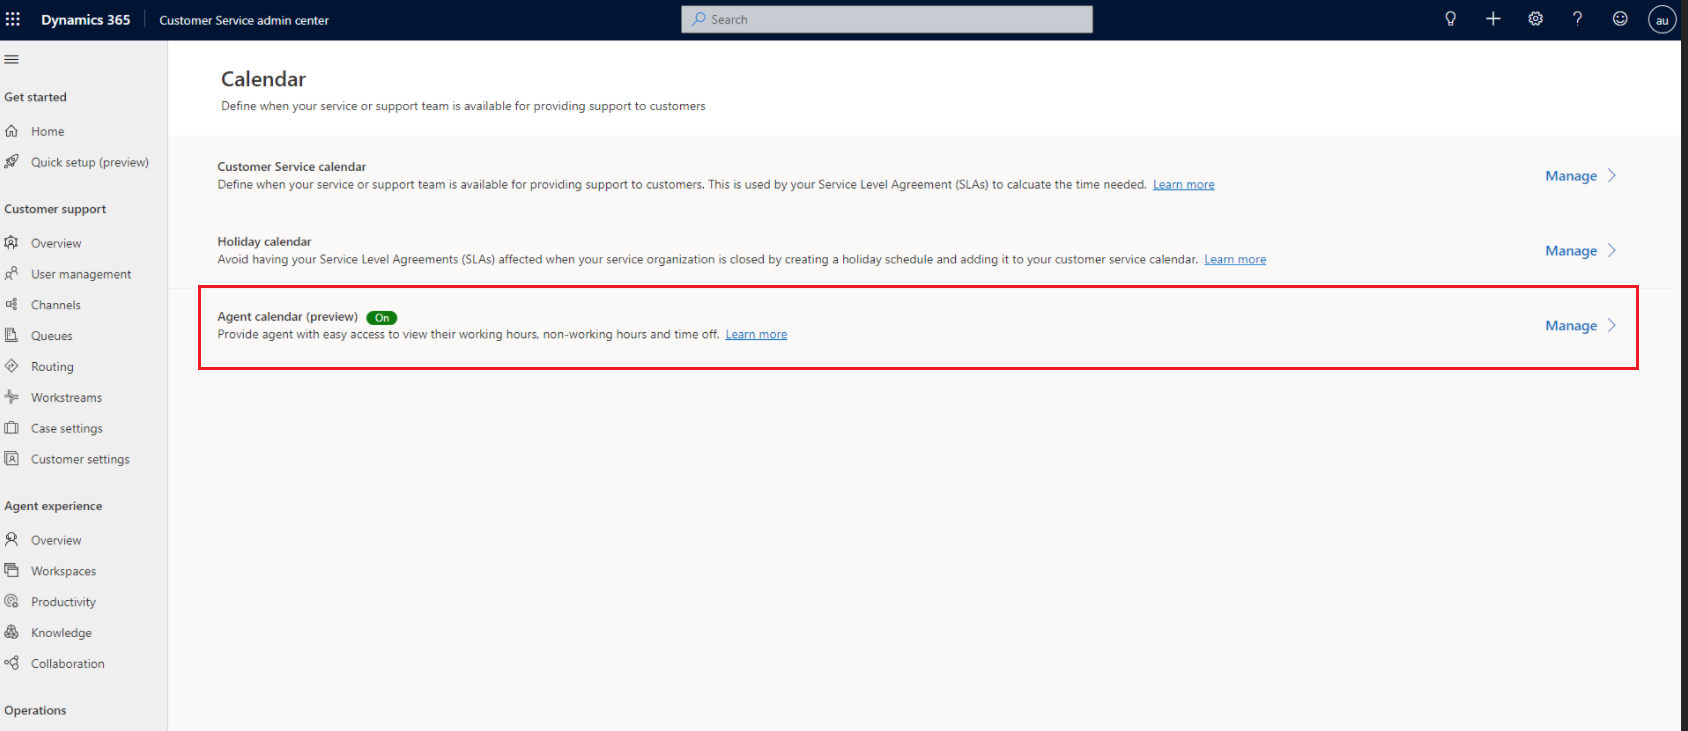 Dynamics 365 Customer Service admin center Search ? au
Get started
Home
Quick setup (preview)
Customer support
Overview
User management
Channels
Queues
Routing
Workstreams
Case settings
Customer settings
Agent experience
Overview
Workspaces
Productivity
Knowledge
Collaboration
Operations
Calendar
Define when your service or support team is available for providing support to customers
Customer Service calendar
Define when your service or support team is available for providing support to customers. This is used by your Service Level Agreement (SLAs) to calcuate the time needed. Learn more
Manage
Holiday calendar
Avoid having your Service Level Agreements (SLAs) affected when your service organization is closed by creating a holiday schedule and adding it to your customer service calendar. Learn more
Manage
Agent calendar (preview) On
Provide agent with easy access to view their working hours, non-working hours and time off. Learn more
Manage